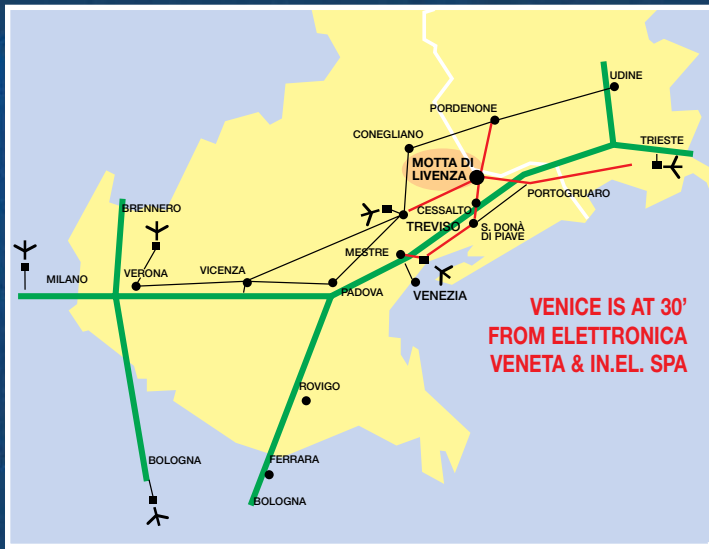 UDINE
PORDENONE
CONEGLIANO
TRIESTE
MOTTA DI
LIVENZA
PORTOGRUARO
BRENNERO
CESSALTO
TREVISO
S. DONÀ
DI PIAVE
MESTRE
MILANO
VERONA
VICENZA
PADOVA
VENEZIA
VENICE IS AT 30'
FROM ELETTRONICA
VENETA & IN.EL. SPA
ROVIGO
BOLOGNA
FERRARA
BOLOGNA